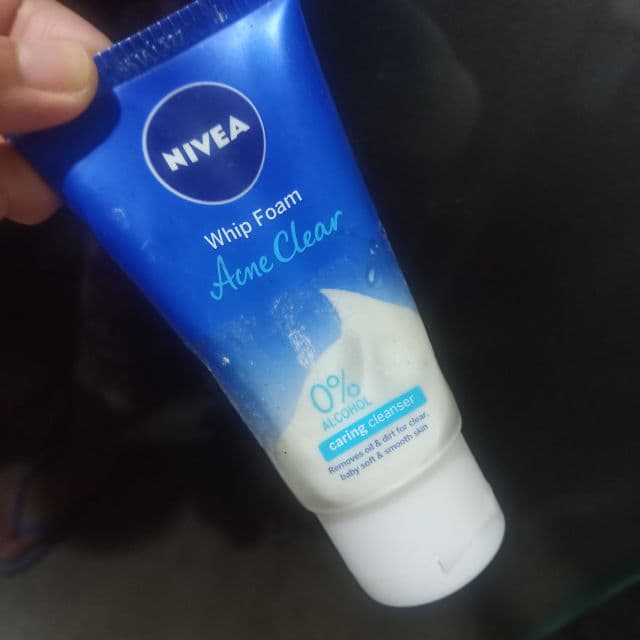 NIVEA
Whip Foam
Acne Clear
0%
ALCOHOL
caring cleanser
Removes oil & dirt for clear,
baby soft & smooth skin